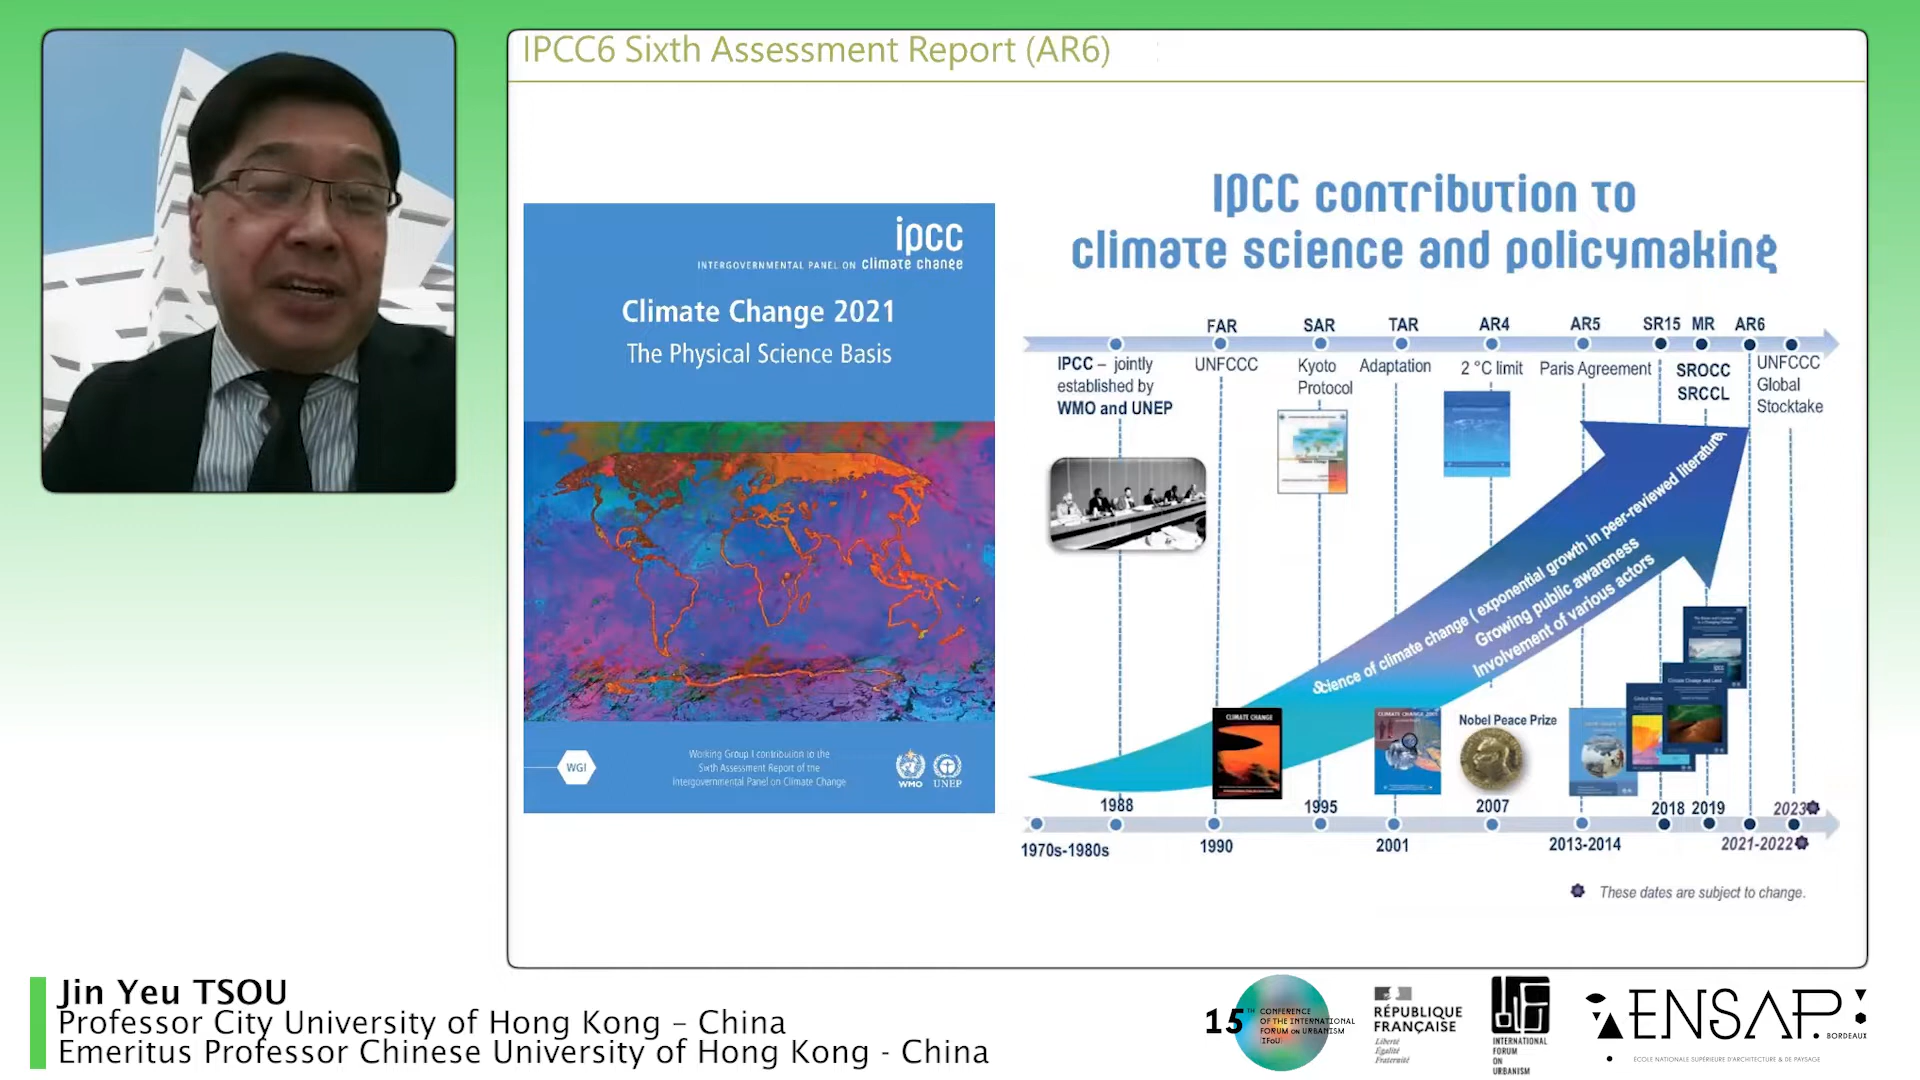 IPCC6 Sixth Assessment Report (AR6)
ipcc
INTERGOVERNMENTAL PANEL ON climate change
Climate Change 2021
The Physical Science Basis
WGI
Working Group I contribution to the
Sixth Assessment Report of the
Intergovernmental Panel on Climate Change
WMO
UNEP
IPCC contribution to
climate science and policymaking
FAR
SAR
TAR
AR4
AR5
SR15
MR
AR6
IPCC – jointly
established by
WMO and UNEP
UNFCCC
Kyoto
Protocol
Adaptation
2 °C limit
Paris Agreement
SROCC
SRCCL
UNFCCC
Global
Stocktake
Science of climate change ( exponential growth in peer-reviewed literature)
Growing public awareness
Involvement of various actors
CLIMATE CHANGE
CLIMATE CHANGE 2001
Nobel Peace Prize
Climate Change and Land
1988
1995
2007
2018
2019
2023
1970s-1980s
1990
2001
2013-2014
2021-2022
These dates are subject to change.
Jin Yeu TSOU
Professor City University of Hong Kong – China
Emeritus Professor Chinese University of Hong Kong - China
15TH CONFERENCE
OF THE INTERNATIONAL
FORUM ON URBANISM
IFoU
RÉPUBLIQUE
FRANÇAISE
Liberté
Égalité
Fraternité
INTERNATIONAL
FORUM
ON
URBANISM
ENSAP
BORDEAUX
ÉCOLE NATIONALE SUPÉRIEURE D'ARCHITECTURE & DE PAYSAGE